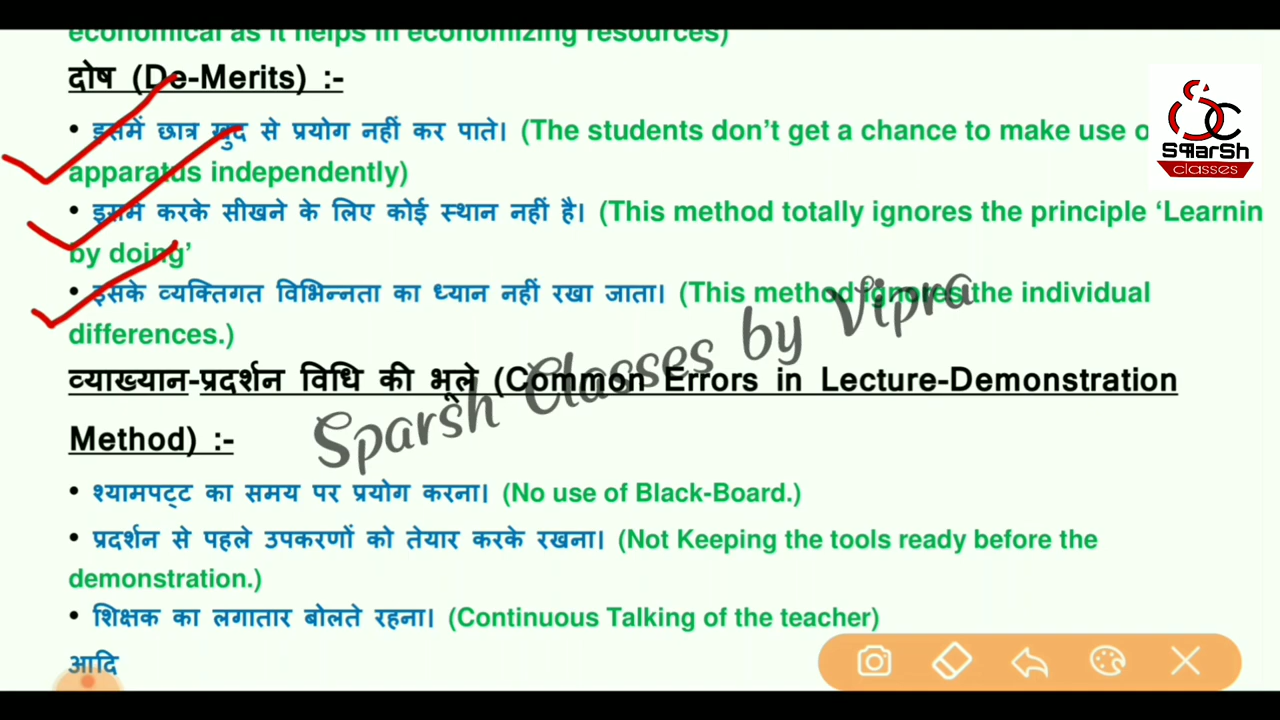 economical as it helps in economizing resources)
दोष (De-Merits) :-
• इसमें छात्र खुद से प्रयोग नहीं कर पाते। (The students don't get a chance to make use o
apparatus independently)
• इसमें करके सीखने के लिए कोई स्थान नहीं है। (This method totally ignores the principle 'Learnin
by doing'
• इसके व्यक्तिगत विभिन्नता का ध्यान नहीं रखा जाता। (This method ignores the individual
differences.)
व्याख्यान-प्रदर्शन विधि की भूले (Common Errors in Lecture-Demonstration
Method) :-
• श्यामपट्ट का समय पर प्रयोग करना। (No use of Black-Board.)
• प्रदर्शन से पहले उपकरणों को तेयार करके रखना। (Not Keeping the tools ready before the
demonstration.)
• शिक्षक का लगातार बोलते रहना। (Continuous Talking of the teacher)
आदि
Sparsh Classes by Vipra
SC
Sपarsh
classes